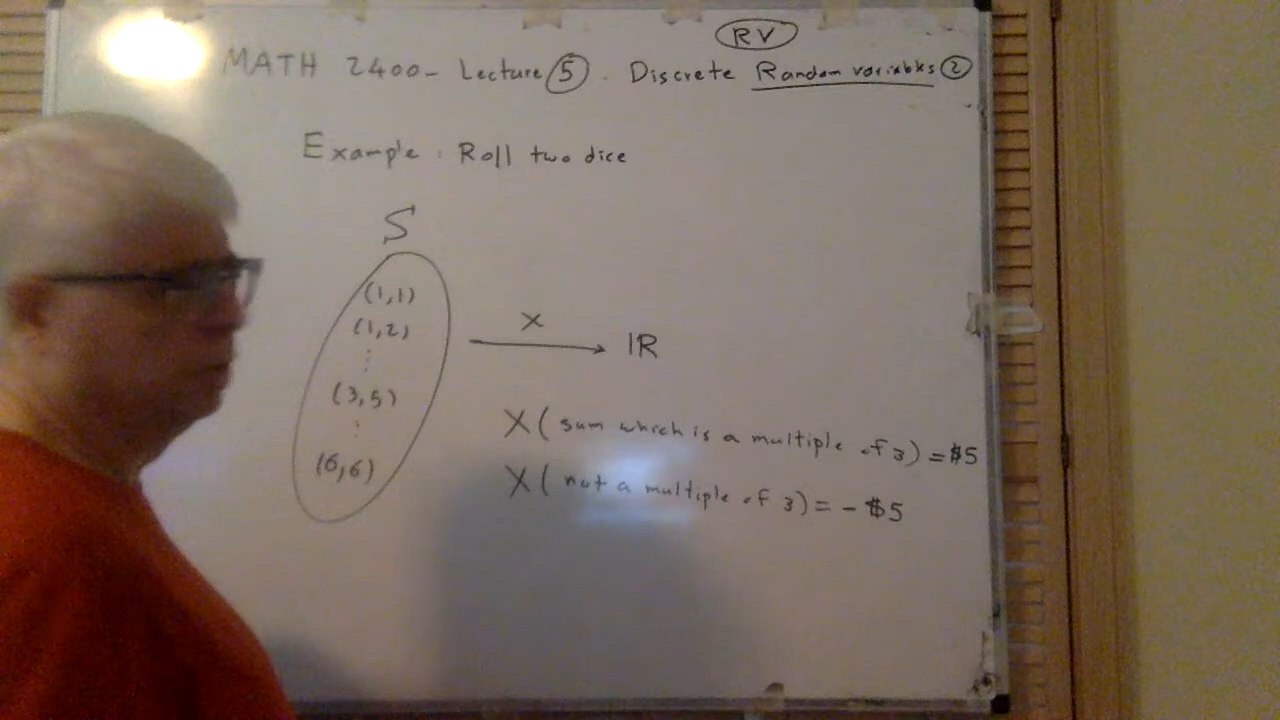 RV
MATH 2400- Lecture 5 . Discrete Random variables 2
Example : Roll two dice
S
(1,1)
(1,2)
⋮
(3,5)
⋮
(6,6)
X
IR
X ( sum which is a multiple of 3) = $5
X ( not a multiple of 3) = - $5